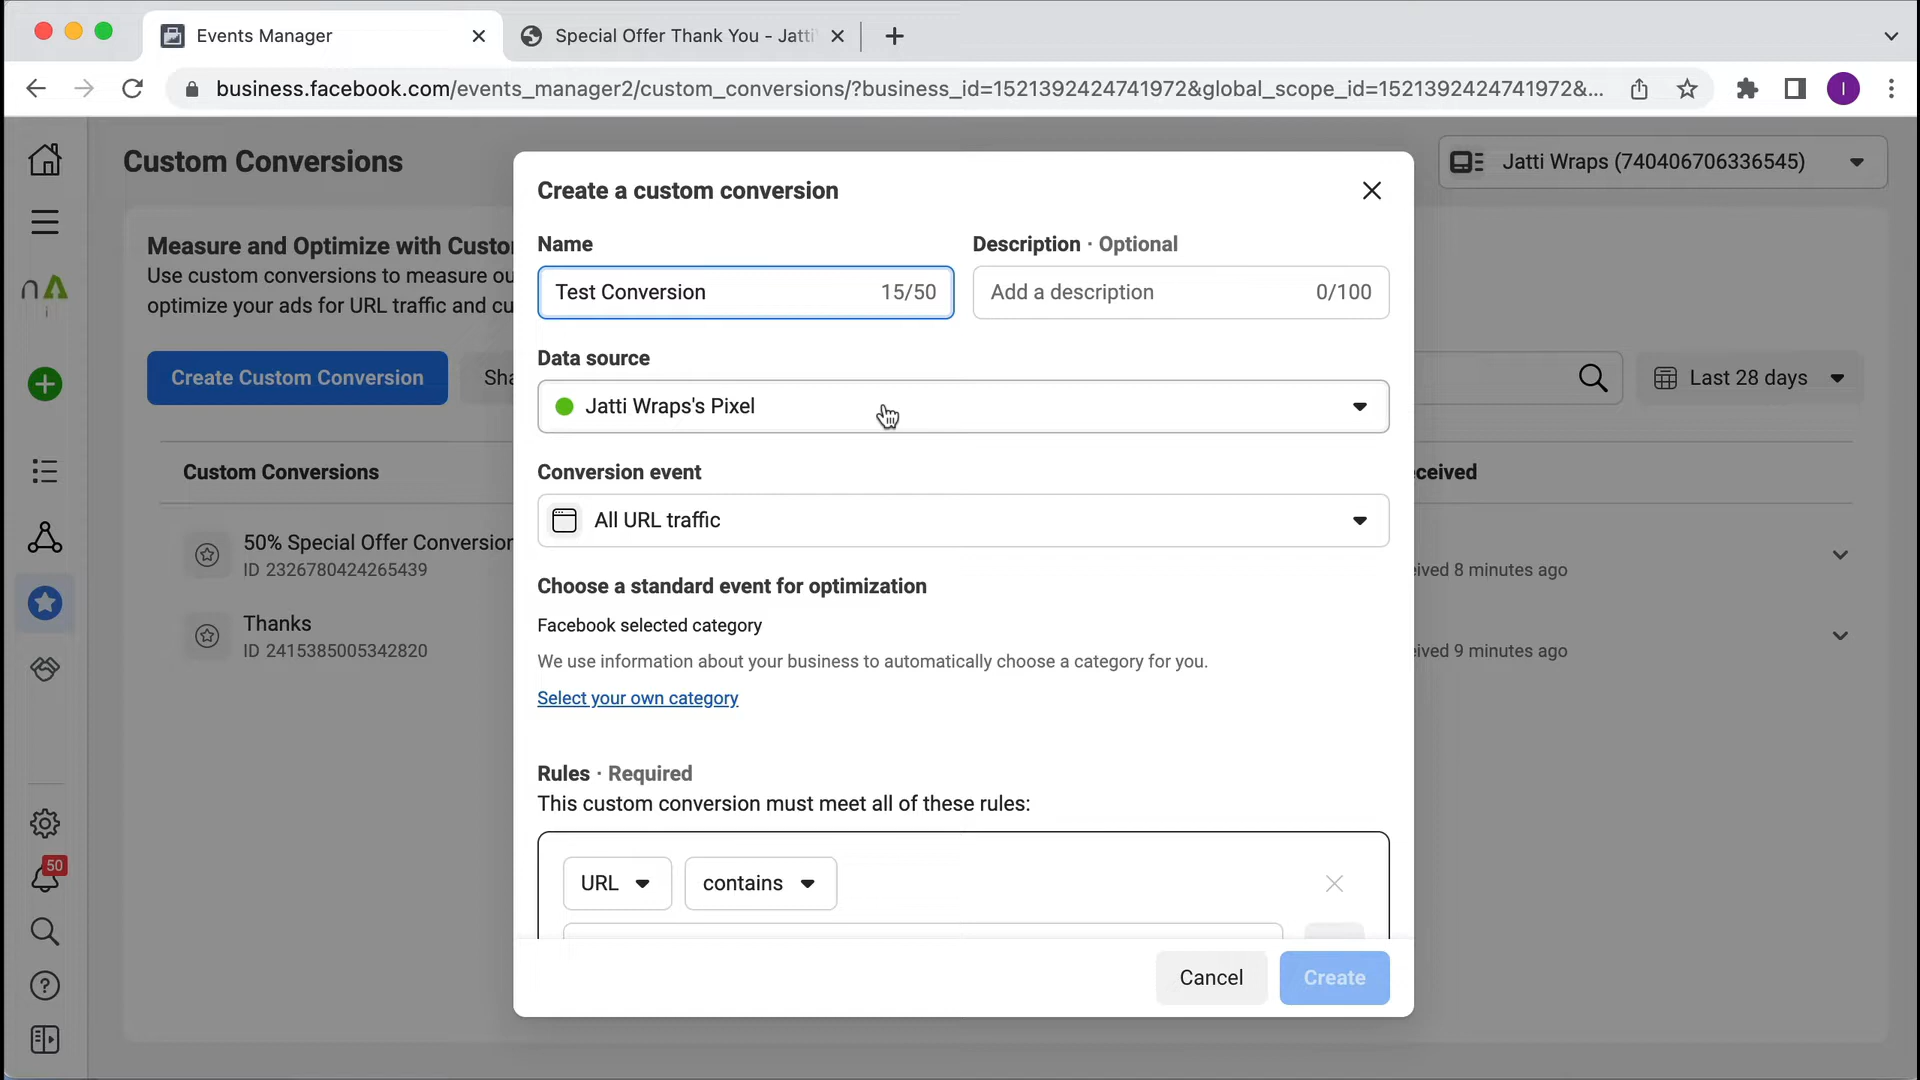 Events Manager
Special Offer Thank You - Jatti
business.facebook.com/events_manager2/custom_conversions/?business_id=1521392424741972&global_scope_id=1521392424741972&...
I
Custom Conversions
Jatti Wraps (740406706336545)
Measure and Optimize with Custo
Use custom conversions to measure ou
optimize your ads for URL traffic and cu
Create Custom Conversion
Sha
Last 28 days
Custom Conversions
ceived
50% Special Offer Conversion
ID 2326780424265439
eived 8 minutes ago
Thanks
ID 2415385005342820
eived 9 minutes ago
50
Create a custom conversion
Name
Description · Optional
Test Conversion 15/50
Add a description 0/100
Data source
Jatti Wraps's Pixel
Conversion event
All URL traffic
Choose a standard event for optimization
Facebook selected category
We use information about your business to automatically choose a category for you.
Select your own category
Rules · Required
This custom conversion must meet all of these rules:
URL contains
Cancel Create